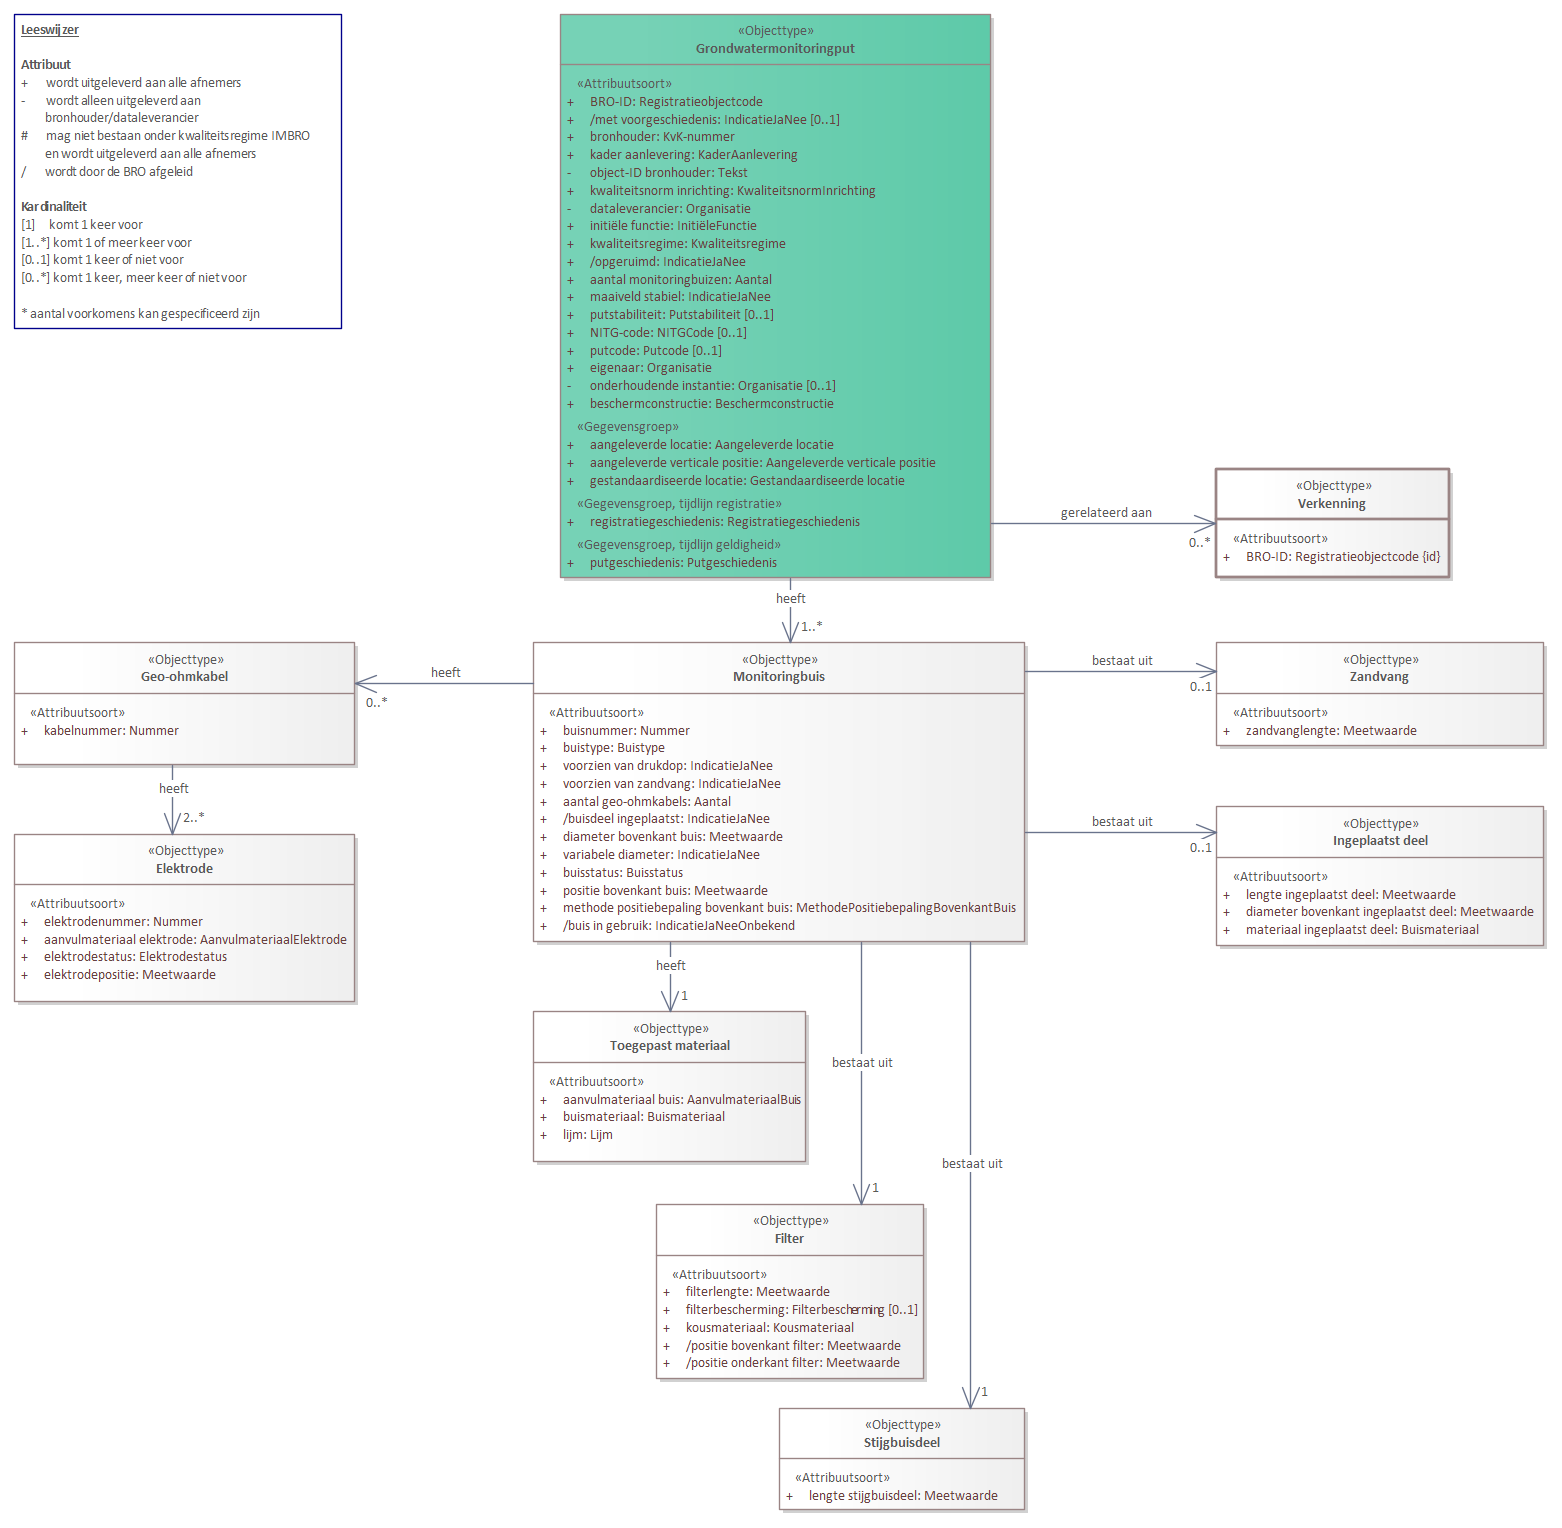 Leeswijzer
Attribuut
+ wordt uitgeleverd aan alle afnemers
- wordt alleen uitgeleverd aan
bronhouder/dataleverancier
# mag niet bestaan onder kwaliteitsregime IMBRO
en wordt uitgeleverd aan alle afnemers
/ wordt door de BRO afgeleid
Kardinaliteit
[1] komt 1 keer voor
[1..*] komt 1 of meer keer voor
[0..1] komt 1 keer of niet voor
[0..*] komt 1 keer, meer keer of niet voor
* aantal voorkomens kan gespecificeerd zijn
«Objecttype»
Grondwatermonitoringput
«Attribuutsoort»
+ BRO-ID: Registratieobjectcode
+ /met voorgeschiedenis: IndicatieJaNee [0..1]
+ bronhouder: KvK-nummer
+ kader aanlevering: KaderAanlevering
- object-ID bronhouder: Tekst
+ kwaliteitsnorm inrichting: KwaliteitsnormInrichting
- dataleverancier: Organisatie
+ initiële functie: InitiëleFunctie
+ kwaliteitsregime: Kwaliteitsregime
+ /opgeruimd: IndicatieJaNee
+ aantal monitoringbuizen: Aantal
+ maaiveld stabiel: IndicatieJaNee
+ putstabiliteit: Putstabiliteit [0..1]
+ NITG-code: NITGCode [0..1]
+ putcode: Putcode [0..1]
+ eigenaar: Organisatie
- onderhoudende instantie: Organisatie [0..1]
+ beschermconstructie: Beschermconstructie
«Gegevensgroep»
+ aangeleverde locatie: Aangeleverde locatie
+ aangeleverde verticale positie: Aangeleverde verticale positie
+ gestandaardiseerde locatie: Gestandaardiseerde locatie
«Gegevensgroep, tijdlijn registratie»
+ registratiegeschiedenis: Registratiegeschiedenis
«Gegevensgroep, tijdlijn geldigheid»
+ putgeschiedenis: Putgeschiedenis
gerelateerd aan
0..*
«Objecttype»
Verkenning
«Attribuutsoort»
+ BRO-ID: Registratieobjectcode {id}
heeft
1..*
«Objecttype»
Geo-ohmkabel
«Attribuutsoort»
+ kabelnummer: Nummer
heeft
0..*
«Objecttype»
Monitoringbuis
«Attribuutsoort»
+ buisnummer: Nummer
+ buistype: Buistype
+ voorzien van drukdop: IndicatieJaNee
+ voorzien van zandvang: IndicatieJaNee
+ aantal geo-ohmkabels: Aantal
+ /buisdeel ingeplaatst: IndicatieJaNee
+ diameter bovenkant buis: Meetwaarde
+ variabele diameter: IndicatieJaNee
+ buisstatus: Buisstatus
+ positie bovenkant buis: Meetwaarde
+ methode positiebepaling bovenkant buis: MethodePositiebepalingBovenkantBuis
+ /buis in gebruik: IndicatieJaNeeOnbekend
bestaat uit
0..1
«Objecttype»
Zandvang
«Attribuutsoort»
+ zandvanglengte: Meetwaarde
heeft
2..*
«Objecttype»
Elektrode
«Attribuutsoort»
+ elektrodenummer: Nummer
+ aanvulmateriaal elektrode: AanvulmateriaalElektrode
+ elektrodestatus: Elektrodestatus
+ elektrodepositie: Meetwaarde
bestaat uit
0..1
«Objecttype»
Ingeplaatst deel
«Attribuutsoort»
+ lengte ingeplaatst deel: Meetwaarde
+ diameter bovenkant ingeplaatst deel: Meetwaarde
+ materiaal ingeplaatst deel: Buismateriaal
heeft
1
«Objecttype»
Toegepast materiaal
«Attribuutsoort»
+ aanvulmateriaal buis: AanvulmateriaalBuis
+ buismateriaal: Buismateriaal
+ lijm: Lijm
bestaat uit
1
«Objecttype»
Filter
«Attribuutsoort»
+ filterlengte: Meetwaarde
+ filterbescherming: Filterbescherming [0..1]
+ kousmateriaal: Kousmateriaal
+ /positie bovenkant filter: Meetwaarde
+ /positie onderkant filter: Meetwaarde
bestaat uit
1
«Objecttype»
Stijgbuisdeel
«Attribuutsoort»
+ lengte stijgbuisdeel: Meetwaarde